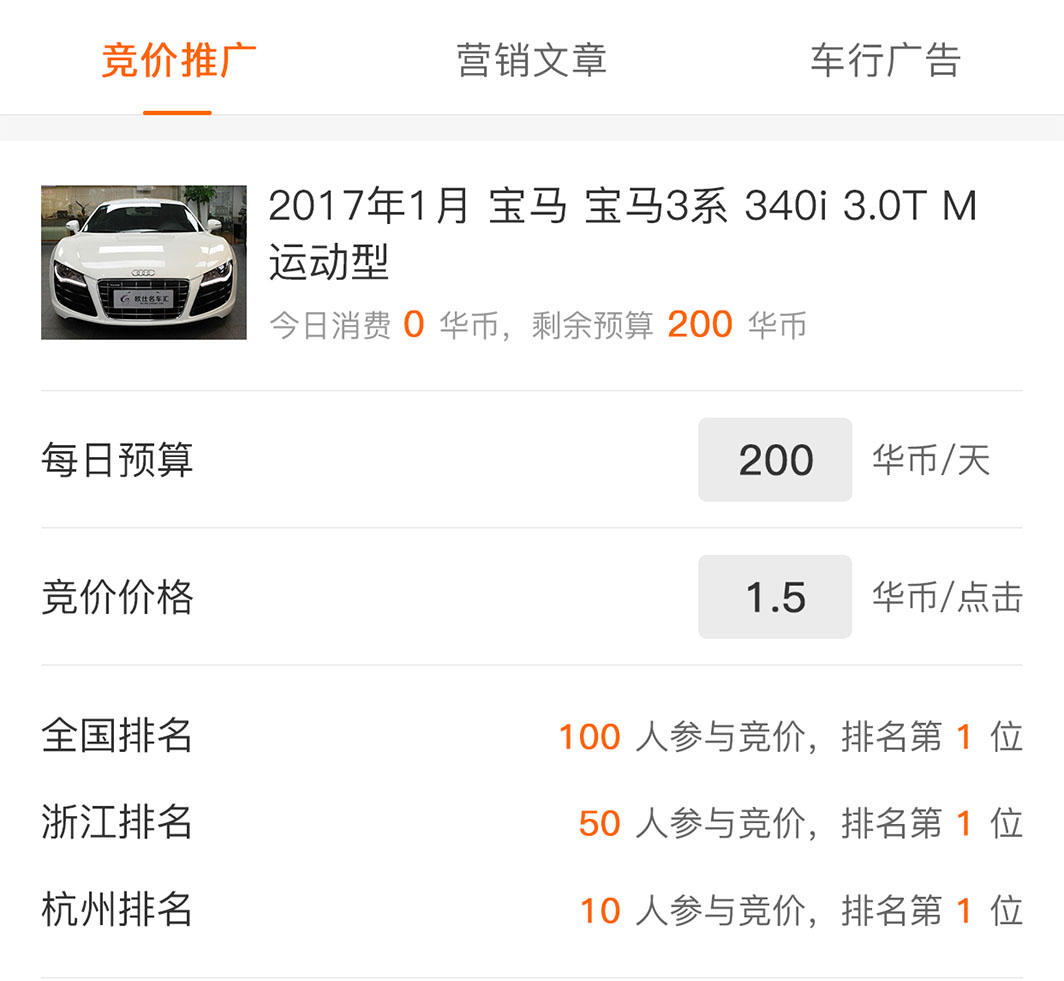 竞价推广 营销文章 车行广告
2017年1月 宝马 宝马3系 340i 3.0T M
运动型
今日消费 0 华币，剩余预算 200 华币
欧仕名车汇
每日预算 200 华币/天
竞价价格 1.5 华币/点击
全国排名 100 人参与竞价，排名第 1 位
浙江排名 50 人参与竞价，排名第 1 位
杭州排名 10 人参与竞价，排名第 1 位